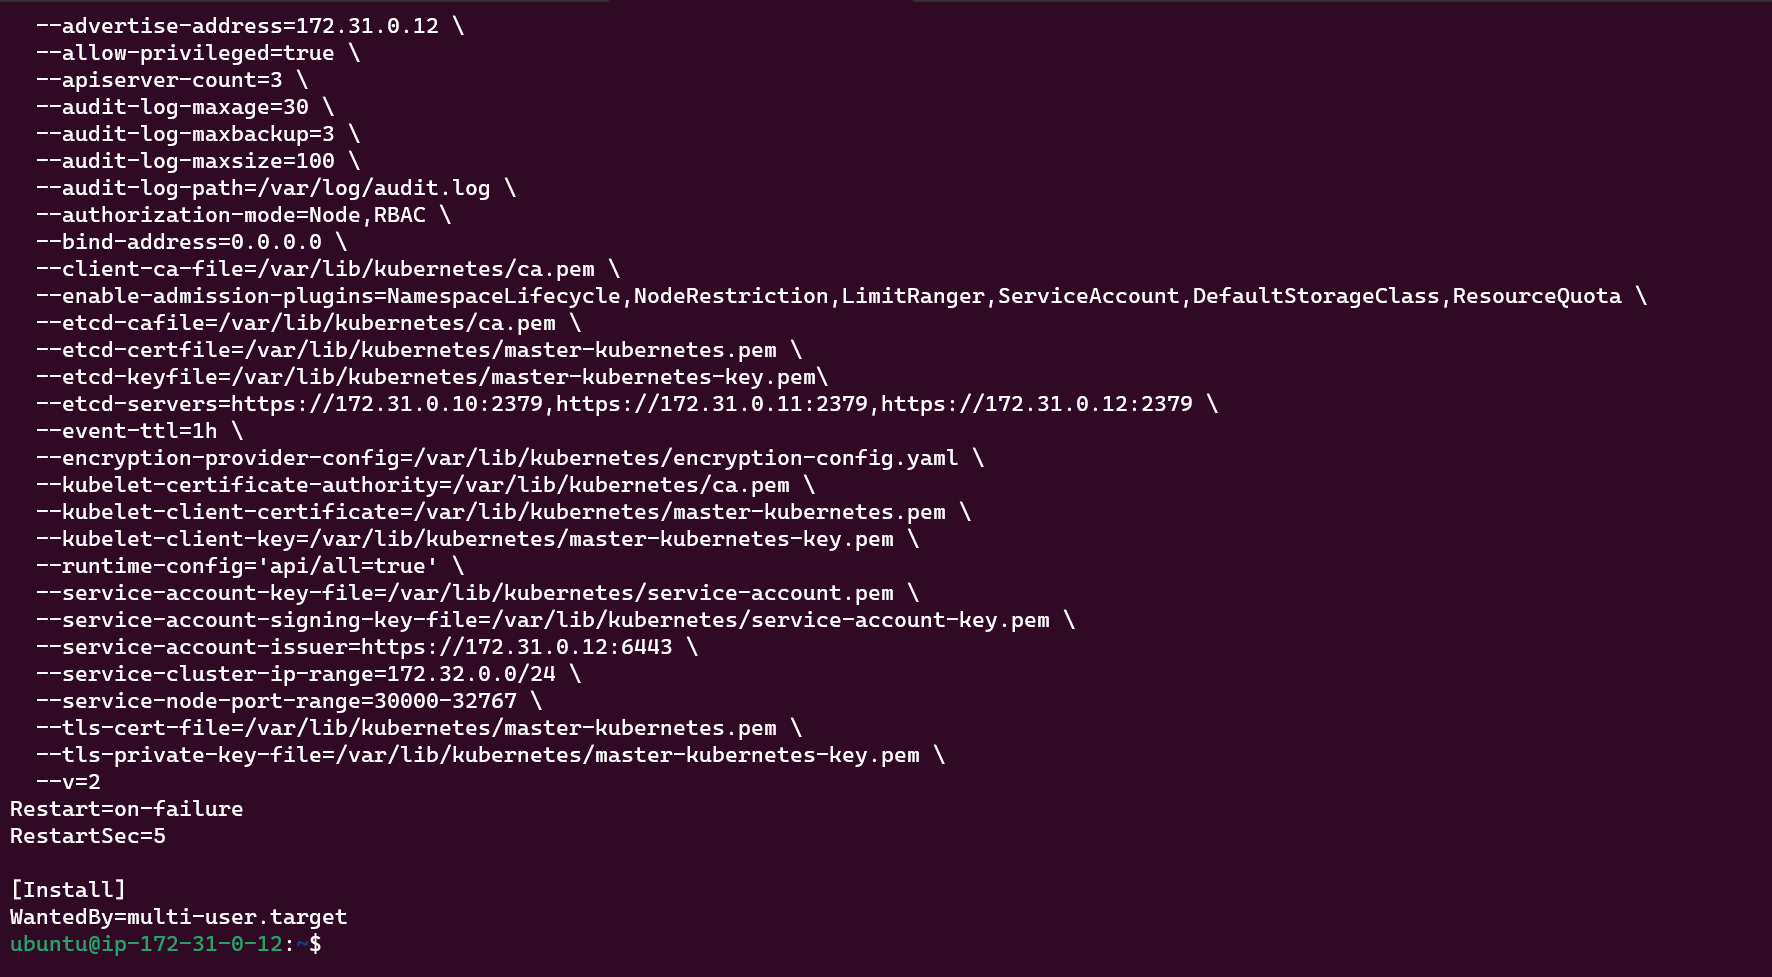 --advertise-address=172.31.0.12 \
--allow-privileged=true \
--apiserver-count=3 \
--audit-log-maxage=30 \
--audit-log-maxbackup=3 \
--audit-log-maxsize=100 \
--audit-log-path=/var/log/audit.log \
--authorization-mode=Node,RBAC \
--bind-address=0.0.0.0 \
--client-ca-file=/var/lib/kubernetes/ca.pem \
--enable-admission-plugins=NamespaceLifecycle,NodeRestriction,LimitRanger,ServiceAccount,DefaultStorageClass,ResourceQuota \
--etcd-cafile=/var/lib/kubernetes/ca.pem \
--etcd-certfile=/var/lib/kubernetes/master-kubernetes.pem \
--etcd-keyfile=/var/lib/kubernetes/master-kubernetes-key.pem\
--etcd-servers=https://172.31.0.10:2379,https://172.31.0.11:2379,https://172.31.0.12:2379 \
--event-ttl=1h \
--encryption-provider-config=/var/lib/kubernetes/encryption-config.yaml \
--kubelet-certificate-authority=/var/lib/kubernetes/ca.pem \
--kubelet-client-certificate=/var/lib/kubernetes/master-kubernetes.pem \
--kubelet-client-key=/var/lib/kubernetes/master-kubernetes-key.pem \
--runtime-config='api/all=true' \
--service-account-key-file=/var/lib/kubernetes/service-account.pem \
--service-account-signing-key-file=/var/lib/kubernetes/service-account-key.pem \
--service-account-issuer=https://172.31.0.12:6443 \
--service-cluster-ip-range=172.32.0.0/24 \
--service-node-port-range=30000-32767 \
--tls-cert-file=/var/lib/kubernetes/master-kubernetes.pem \
--tls-private-key-file=/var/lib/kubernetes/master-kubernetes-key.pem \
--v=2
Restart=on-failure
RestartSec=5
[Install]
WantedBy=multi-user.target
ubuntu@ip-172-31-0-12:~$